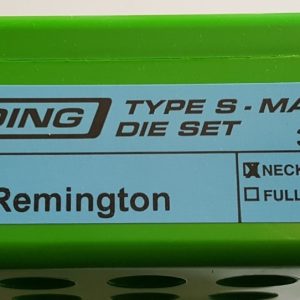 DING TYPE S - MA
DIE SET
☒ NECK
Remington ☐ FULL